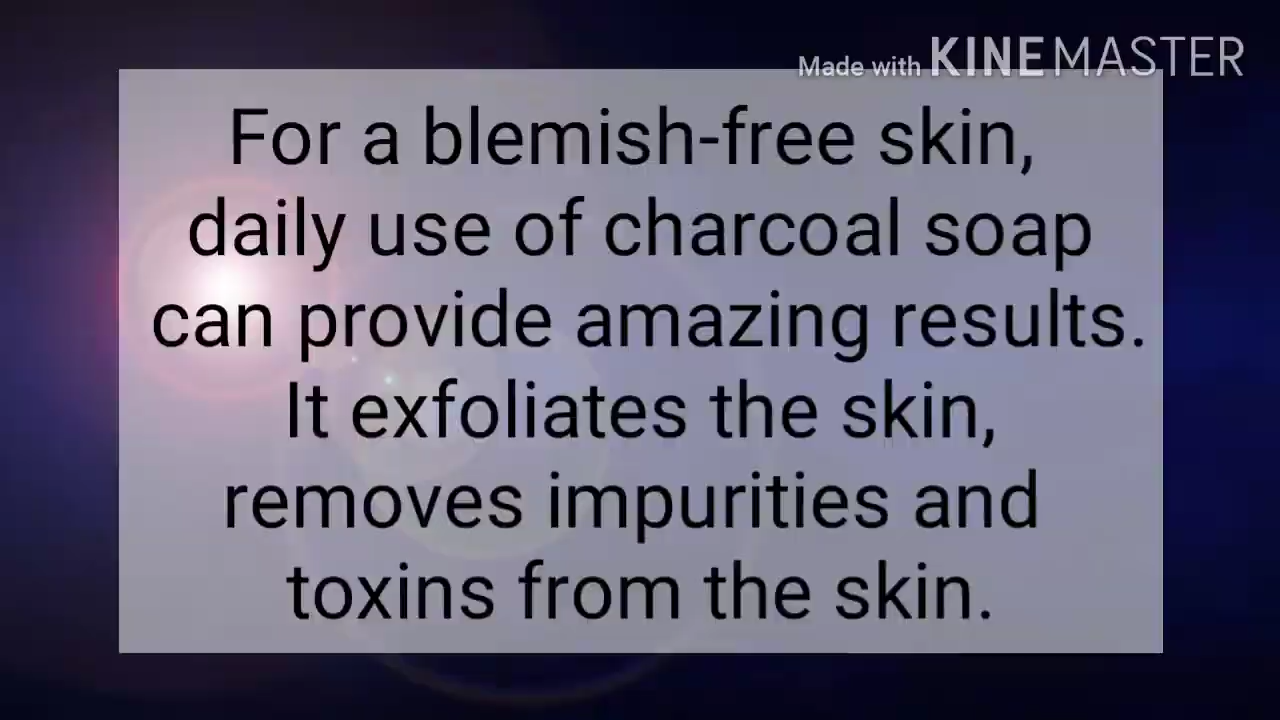 Made with KINEMASTER
For a blemish-free skin,
daily use of charcoal soap
can provide amazing results.
It exfoliates the skin,
removes impurities and
toxins from the skin.